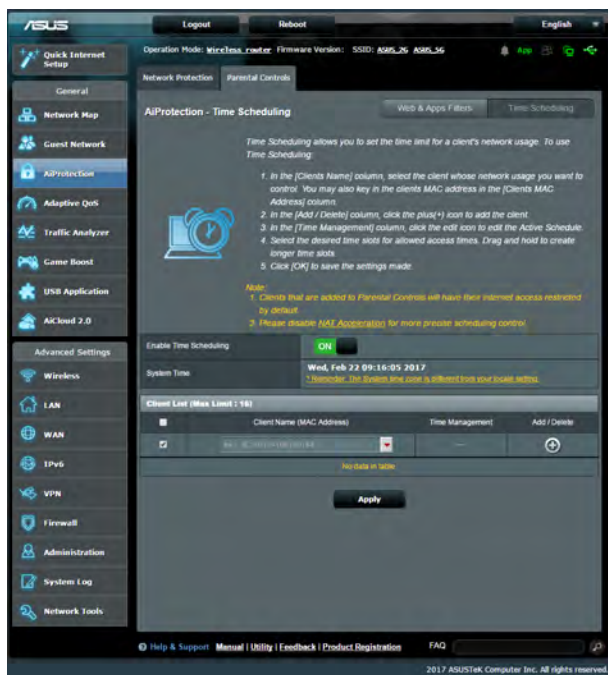 ASUS
Logout
Reboot
English
Quick Internet
Setup
General
Network Map
Guest Network
AiProtection
Adaptive QoS
Traffic Analyzer
Game Boost
USB Application
AiCloud 2.0
Advanced Settings
Wireless
LAN
WAN
IPv6
VPN
Firewall
Administration
System Log
Network Tools
Operation Mode: Wireless router Firmware Version: SSID: ASUS_2G ASUS_5G
App
Network Protection
Parental Controls
AiProtection - Time Scheduling
Web & Apps Filters
Time Scheduling
Time Scheduling allows you to set the time limit for a client's network usage. To use
Time Scheduling:
1. In the [Clients Name] column, select the client whose network usage you want to
control. You may also key in the clients MAC address in the [Clients MAC
Address] column.
2. In the [Add / Delete] column, click the plus(+) icon to add the client.
3. In the [Time Management] column, click the edit icon to edit the Active Schedule.
4. Select the desired time slots for allowed access times. Drag and hold to create
longer time slots.
5. Click [OK] to save the settings made.
Note:
1. Clients that are added to Parental Controls will have their internet access restricted
by default.
2. Please disable NAT Acceleration for more precise scheduling control.
Enable Time Scheduling
ON
System Time
Wed, Feb 22 09:16:05 2017
* Reminder: The System time zone is different from your locale setting.
Client List (Max Limit : 16)
Client Name (MAC Address)
Time Management
Add / Delete
No data in table.
Apply
Help & Support Manual | Utility | Feedback | Product Registration
FAQ
2017 ASUSTeK Computer Inc. All rights reserved.